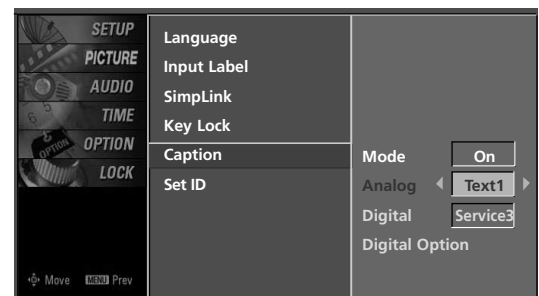 SETUP
PICTURE
AUDIO
TIME
OPTION
LOCK
Move MENU Prev
Language
Input Label
SimpLink
Key Lock
Caption
Set ID
Mode On
Analog Text1
Digital Service3
Digital Option